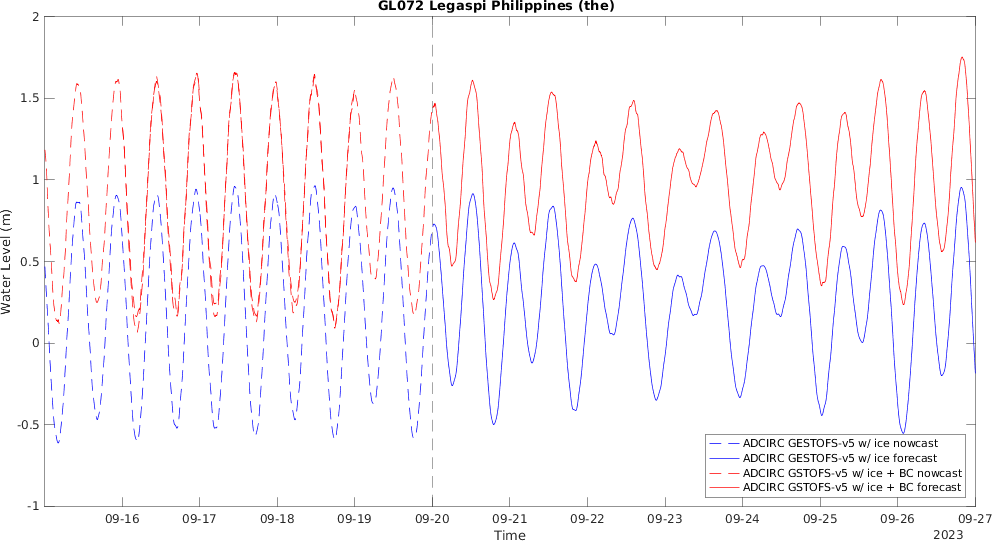 GL072 Legaspi Philippines (the)
2
1.5
1
0.5
0
-0.5
-1
Water Level (m)
09-16 09-17 09-18 09-19 09-20 09-21 09-22 09-23 09-24 09-25 09-26 09-27
Time
2023
ADCIRC GESTOFS-v5 w/ ice nowcast
ADCIRC GESTOFS-v5 w/ ice forecast
ADCIRC GSTOFS-v5 w/ ice + BC nowcast
ADCIRC GSTOFS-v5 w/ ice + BC forecast